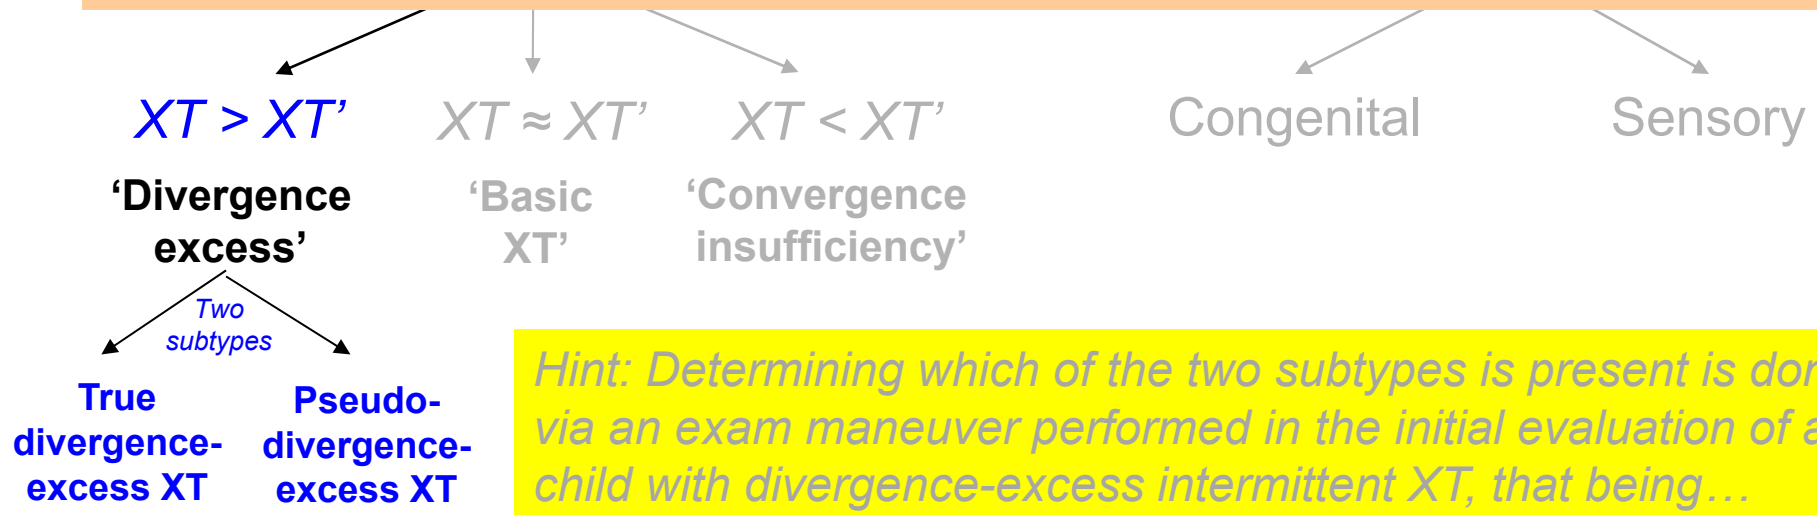 XT > XT’
XT ≈ XT’
XT < XT’
Congenital
Sensory
‘Divergence
excess’
‘Basic
XT’
‘Convergence
insufficiency’
Two
subtypes
True
divergence-
excess XT
Pseudo-
divergence-
excess XT
Hint: Determining which of the two subtypes is present is
via an exam maneuver performed in the initial evaluation of
child with divergence-excess intermittent XT, that being…